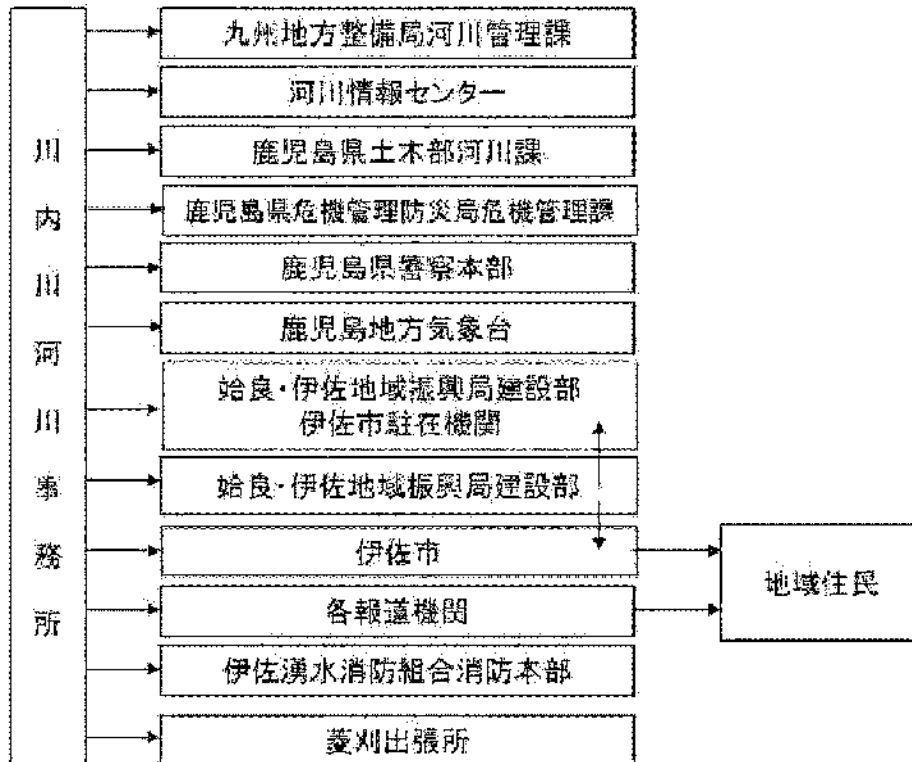 川内川河川事務所
九州地方整備局河川管理課
河川情報センター
鹿児島県土木部河川課
鹿児島県危機管理防災局危機管理課
鹿児島県警察本部
鹿児島地方気象台
姶良・伊佐地域振興局建設部
伊佐市駐在機関
姶良・伊佐地域振興局建設部
伊佐市
各報道機関
伊佐湧水消防組合消防本部
菱刈出張所
地域住民